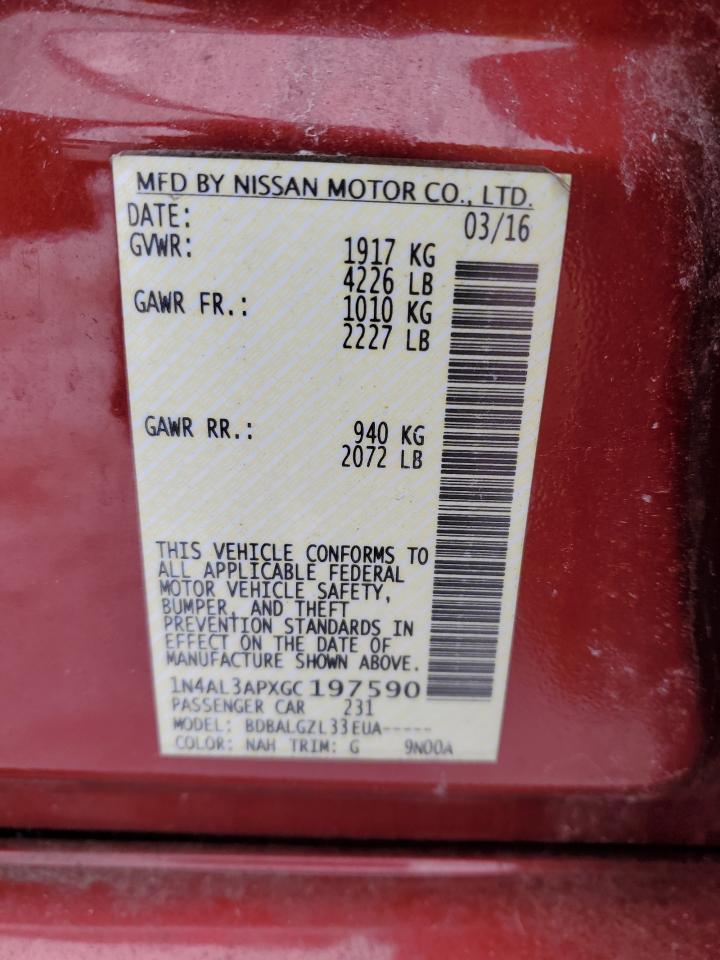 MFD BY NISSAN MOTOR CO., LTD.
DATE: 03/16
GVWR: 1917 KG
4226 LB
GAWR FR.: 1010 KG
2227 LB
GAWR RR.: 940 KG
2072 LB
THIS VEHICLE CONFORMS TO
ALL APPLICABLE FEDERAL
MOTOR VEHICLE SAFETY,
BUMPER, AND THEFT
PREVENTION STANDARDS IN
EFFECT ON THE DATE OF
MANUFACTURE SHOWN ABOVE.
1N4AL3APXGC197590
PASSENGER CAR 231
MODEL: BDBALGZL33EUA-----
COLOR: NAH TRIM: G 9N00A